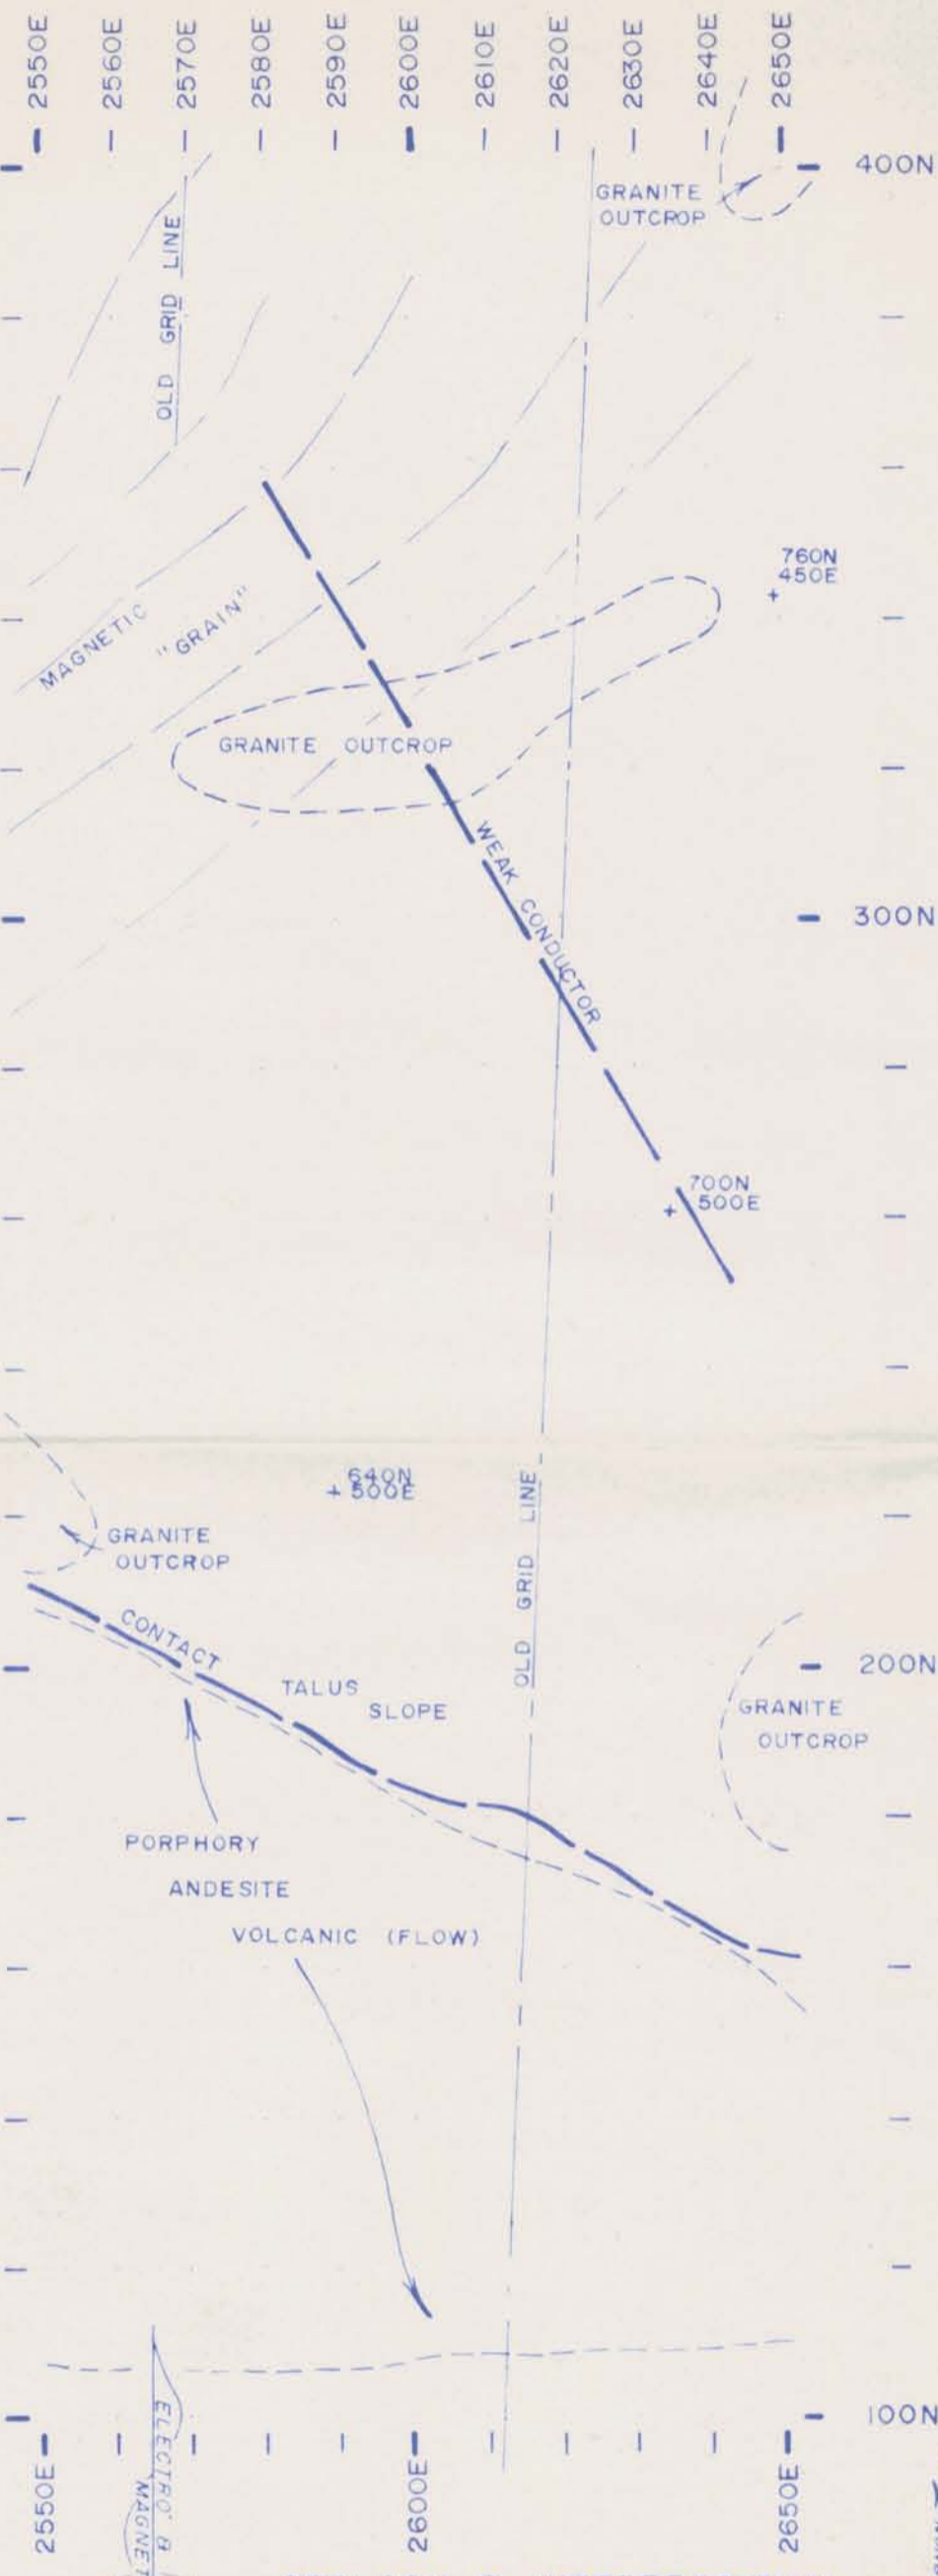 2550E
2560E
2570E
2580E
2590E
2600E
2610E
2620E
2630E
2640E
2650E
400N
GRANITE
OUTCROP
OLD GRID LINE
760N
450E
MAGNETIC "GRAIN"
GRANITE OUTCROP
WEAK CONDUCTOR
300N
700N
500E
640N
500E
GRANITE
OUTCROP
OLD GRID LINE
CONTACT
TALUS
SLOPE
200N
GRANITE
OUTCROP
PORPHORY
ANDESITE
VOLCANIC (FLOW)
100N
ELECTRO &
2550E
2600E
2650E